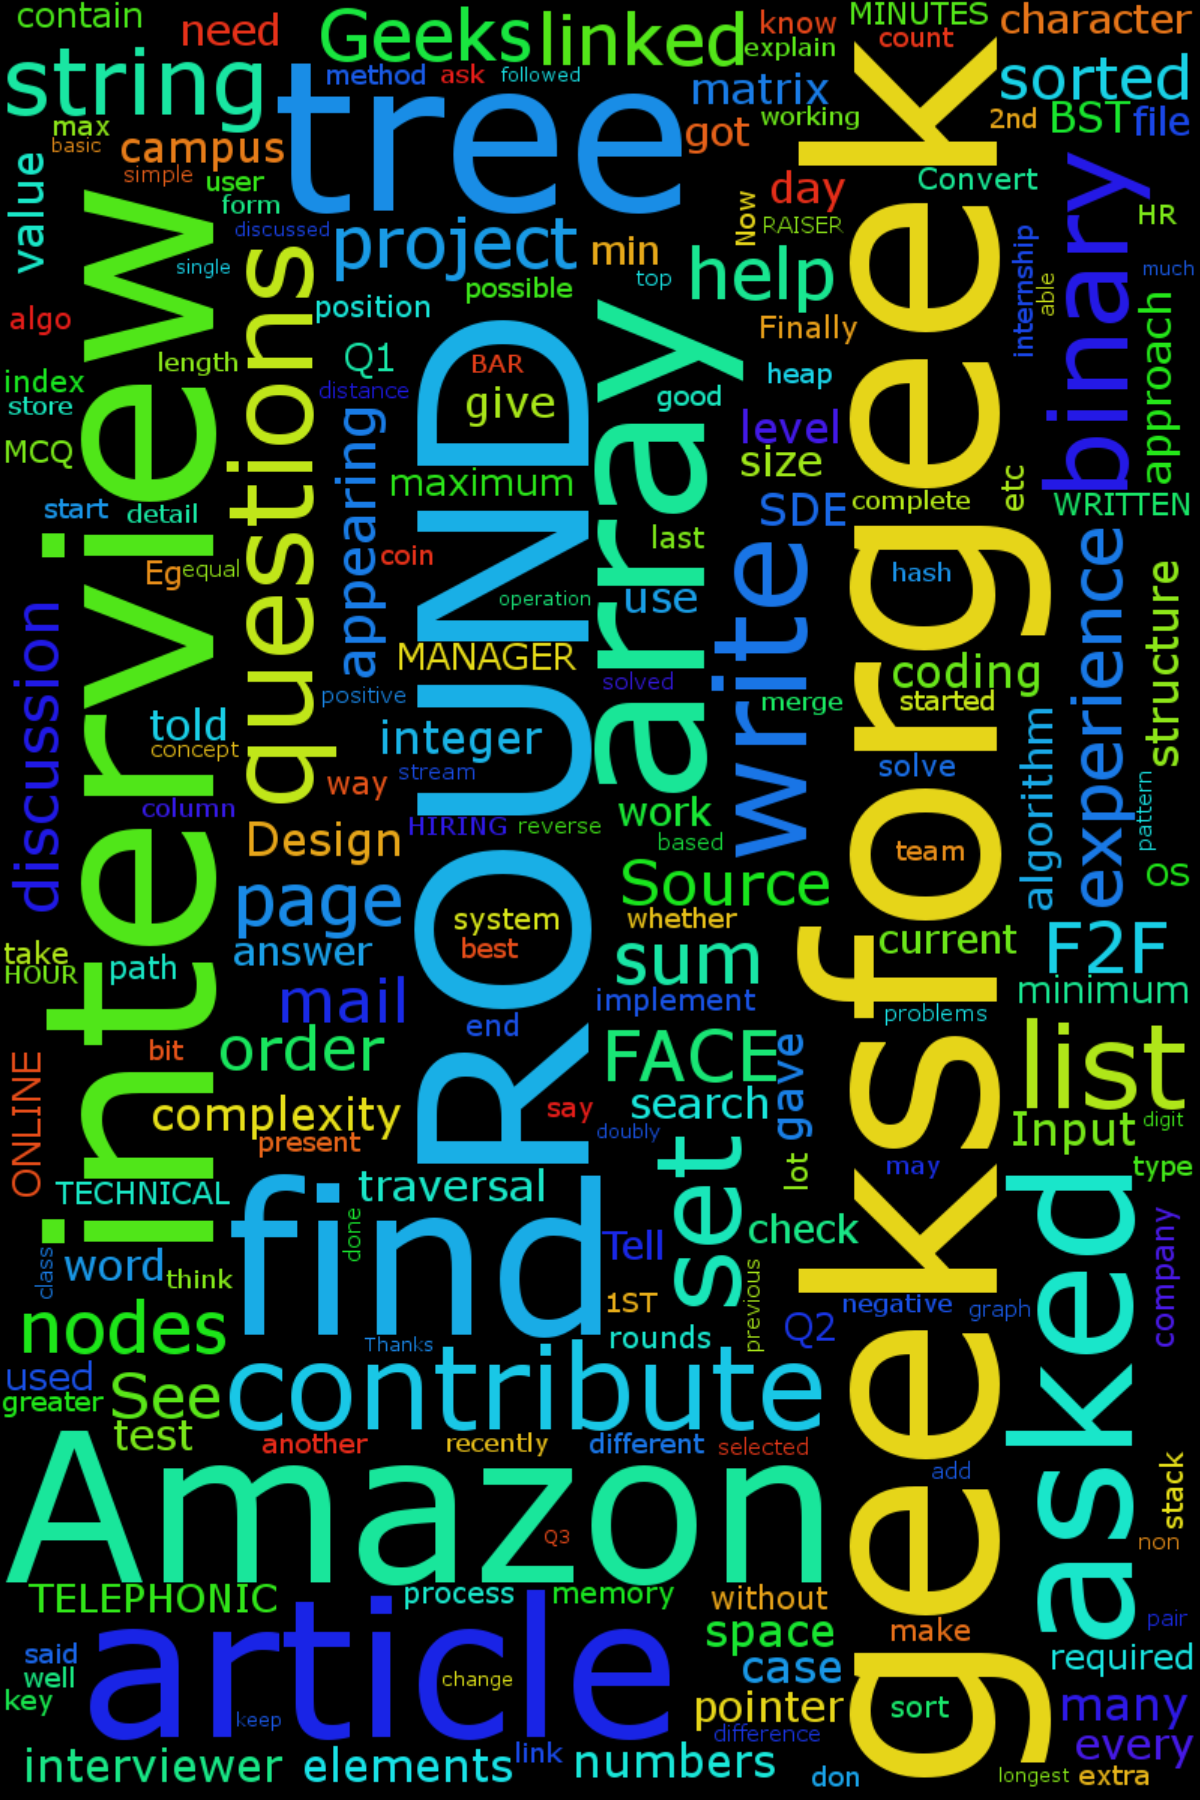 contain
need
Geeks
linked
know
MINUTES
character
explain
count
string
method
ask
followed
tree
matrix
sorted
max
working
got
2nd
BST
file
basic
campus
geeksforgeek
value
simple
user
day
Convert
binary
form
Now
RAISER
HR
interview
discussed
project
min
help
internship
single
questions
top
able
much
possible
position
array
Finally
algo
ROUND
length
Q1
BAR
heap
approach
index
distance
give
good
store
appearing
level
MCQ
maximum
size
etc
start
detail
SDE
complete
WRITTEN
last
write
experience
coin
Eg
equal
hash
structure
operation
use
discussion
MANAGER
coding
positive
solved
merge
started
told
integer
algorithm
concept
stream
solve
way
pattern
column
work
HIRING
reverse
Design
based
team
page
Source
OS
system
whether
take
answer
best
sum
current
F2F
HOUR
path
mail
implement
minimum
end
problems
bit
order
FACE
gave
list
ONLINE
complexity
say
search
Input
digit
present
doubly
set
lot
may
type
TECHNICAL
traversal
asked
find
done
Tell
check
company
class
word
think
previous
1ST
negative
graph
nodes
Thanks
rounds
Q2
used
See
contribute
greater
test
another
recently
different
selected
Amazon
add
stack
Q3
non
TELEPHONIC
process
memory
without
article
space
make
pair
said
case
required
well
change
key
keep
pointer
sort
many
difference
every
interviewer
elements
link
numbers
don
longest
extra